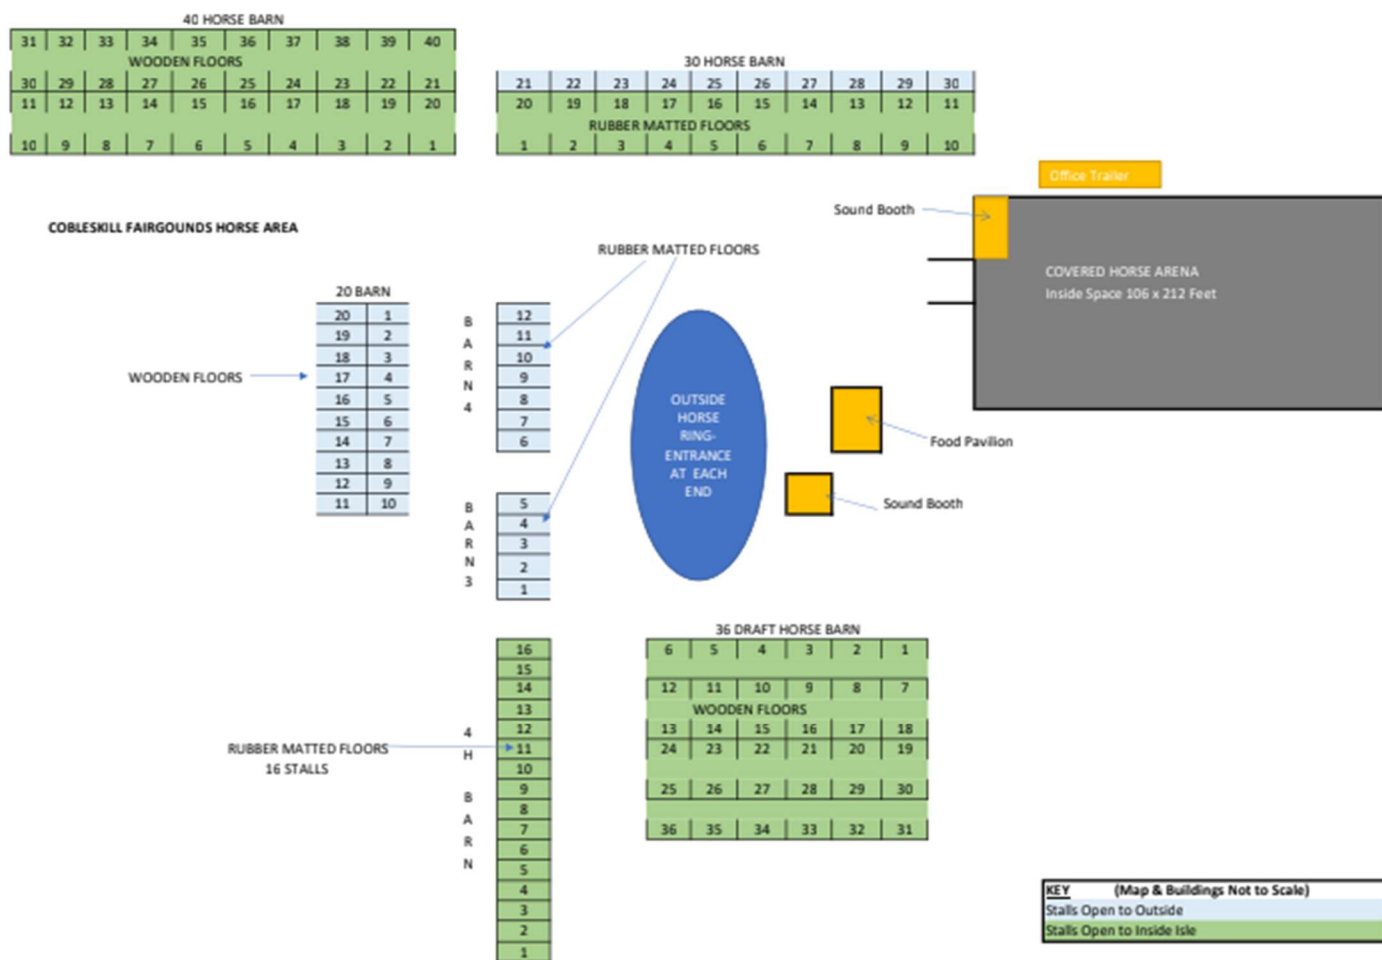 40 HORSE BARN
31 32 33 34 35 36 37 38 39 40
WOODEN FLOORS
30 29 28 27 26 25 24 23 22 21
11 12 13 14 15 16 17 18 19 20
10 9 8 7 6 5 4 3 2 1
30 HORSE BARN
21 22 23 24 25 26 27 28 29 30
20 19 18 17 16 15 14 13 12 11
RUBBER MATTED FLOORS
1 2 3 4 5 6 7 8 9 10
Office Trailer
Sound Booth
COVERED HORSE ARENA
Inside Space 106 x 212 Feet
COBLESKILL FAIRGOUNDS HORSE AREA
RUBBER MATTED FLOORS
20 BARN
20 1
19 2
18 3
17 4
16 5
15 6
14 7
13 8
12 9
11 10
WOODEN FLOORS
BARN 4
12
11
10
9
8
7
6
BARN 3
5
4
3
2
1
OUTSIDE
HORSE
RING-
ENTRANCE
AT EACH
END
Food Pavilion
Sound Booth
4H BARN
16
15
14
13
12
11
10
9
8
7
6
5
4
3
2
1
RUBBER MATTED FLOORS
16 STALLS
36 DRAFT HORSE BARN
6 5 4 3 2 1
12 11 10 9 8 7
WOODEN FLOORS
13 14 15 16 17 18
24 23 22 21 20 19
25 26 27 28 29 30
36 35 34 33 32 31
KEY (Map & Buildings Not to Scale)
Stalls Open to Outside
Stalls Open to Inside Isle